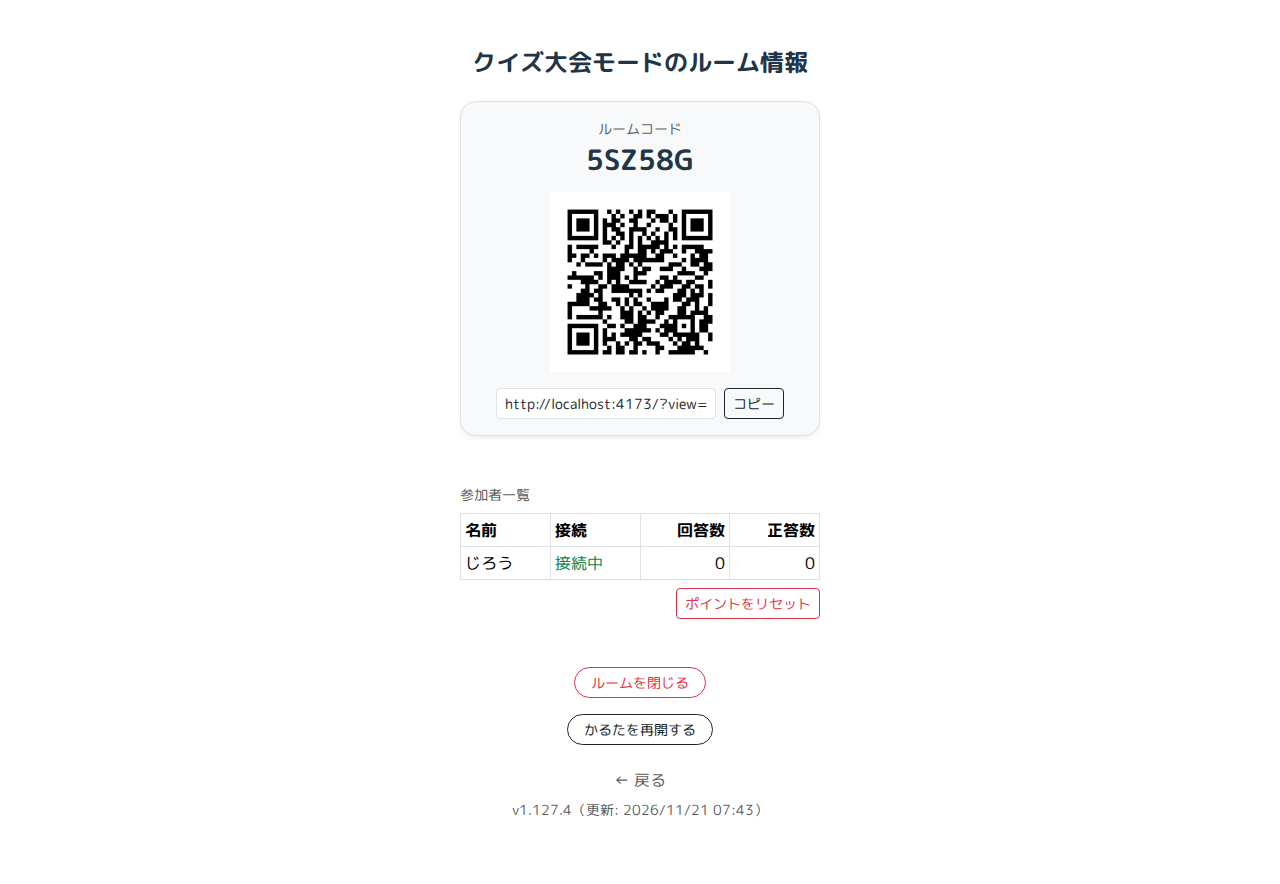 クイズ大会モードのルーム情報
ルームコード
5SZ58G
http://localhost:4173/?view=
コピー
参加者一覧
名前 接続 回答数 正答数
じろう 接続中 0 0
ポイントをリセット
ルームを閉じる
かるたを再開する
← 戻る
v1.127.4（更新: 2026/11/21 07:43）